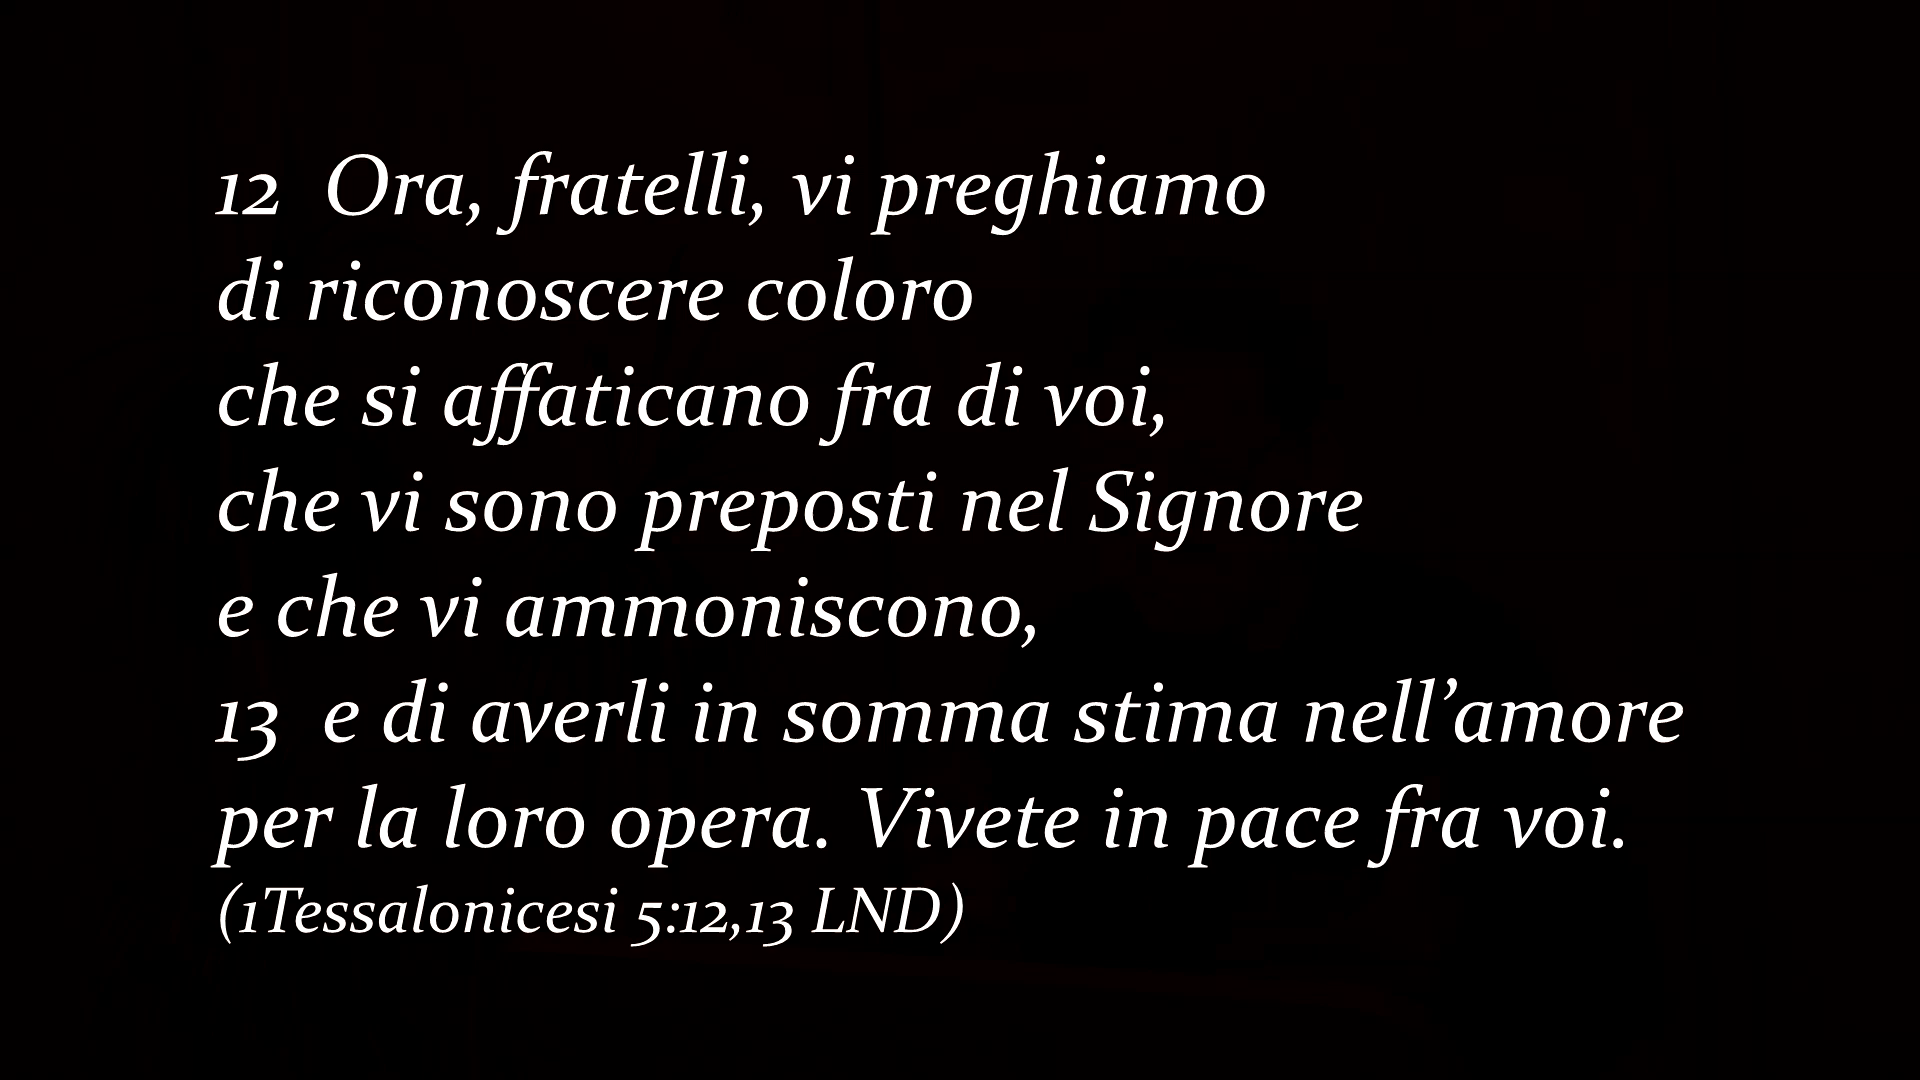 12 Ora, fratelli, vi preghiamo
di riconoscere coloro
che si affaticano fra di voi,
che vi sono preposti nel Signore
e che vi ammoniscono,
13 e di averli in somma stima nell’amore
per la loro opera. Vivete in pace fra voi.
(1Tessalonicesi 5:12,13 LND)